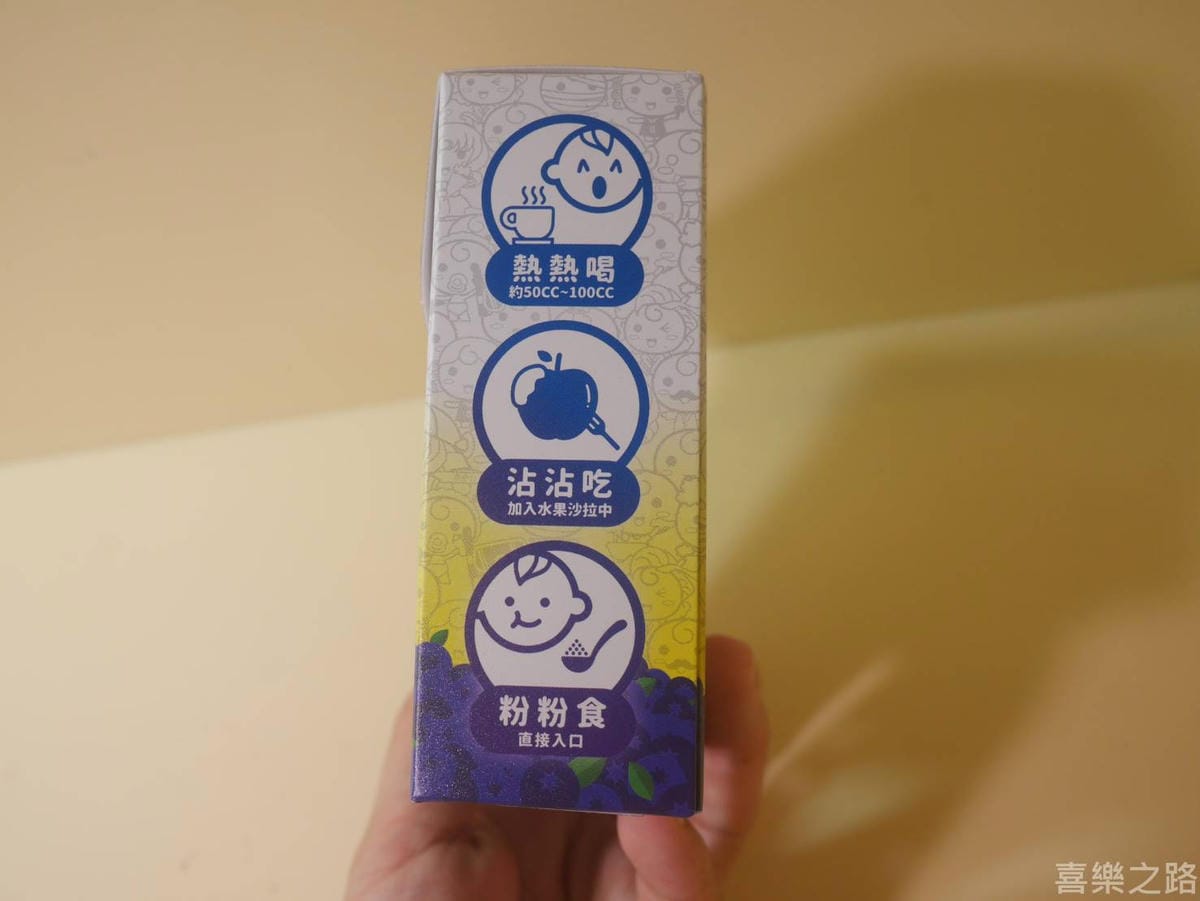 熱熱喝
約50CC~100CC
沾沾吃
加入水果沙拉中
粉粉食
直接入口
喜樂之路